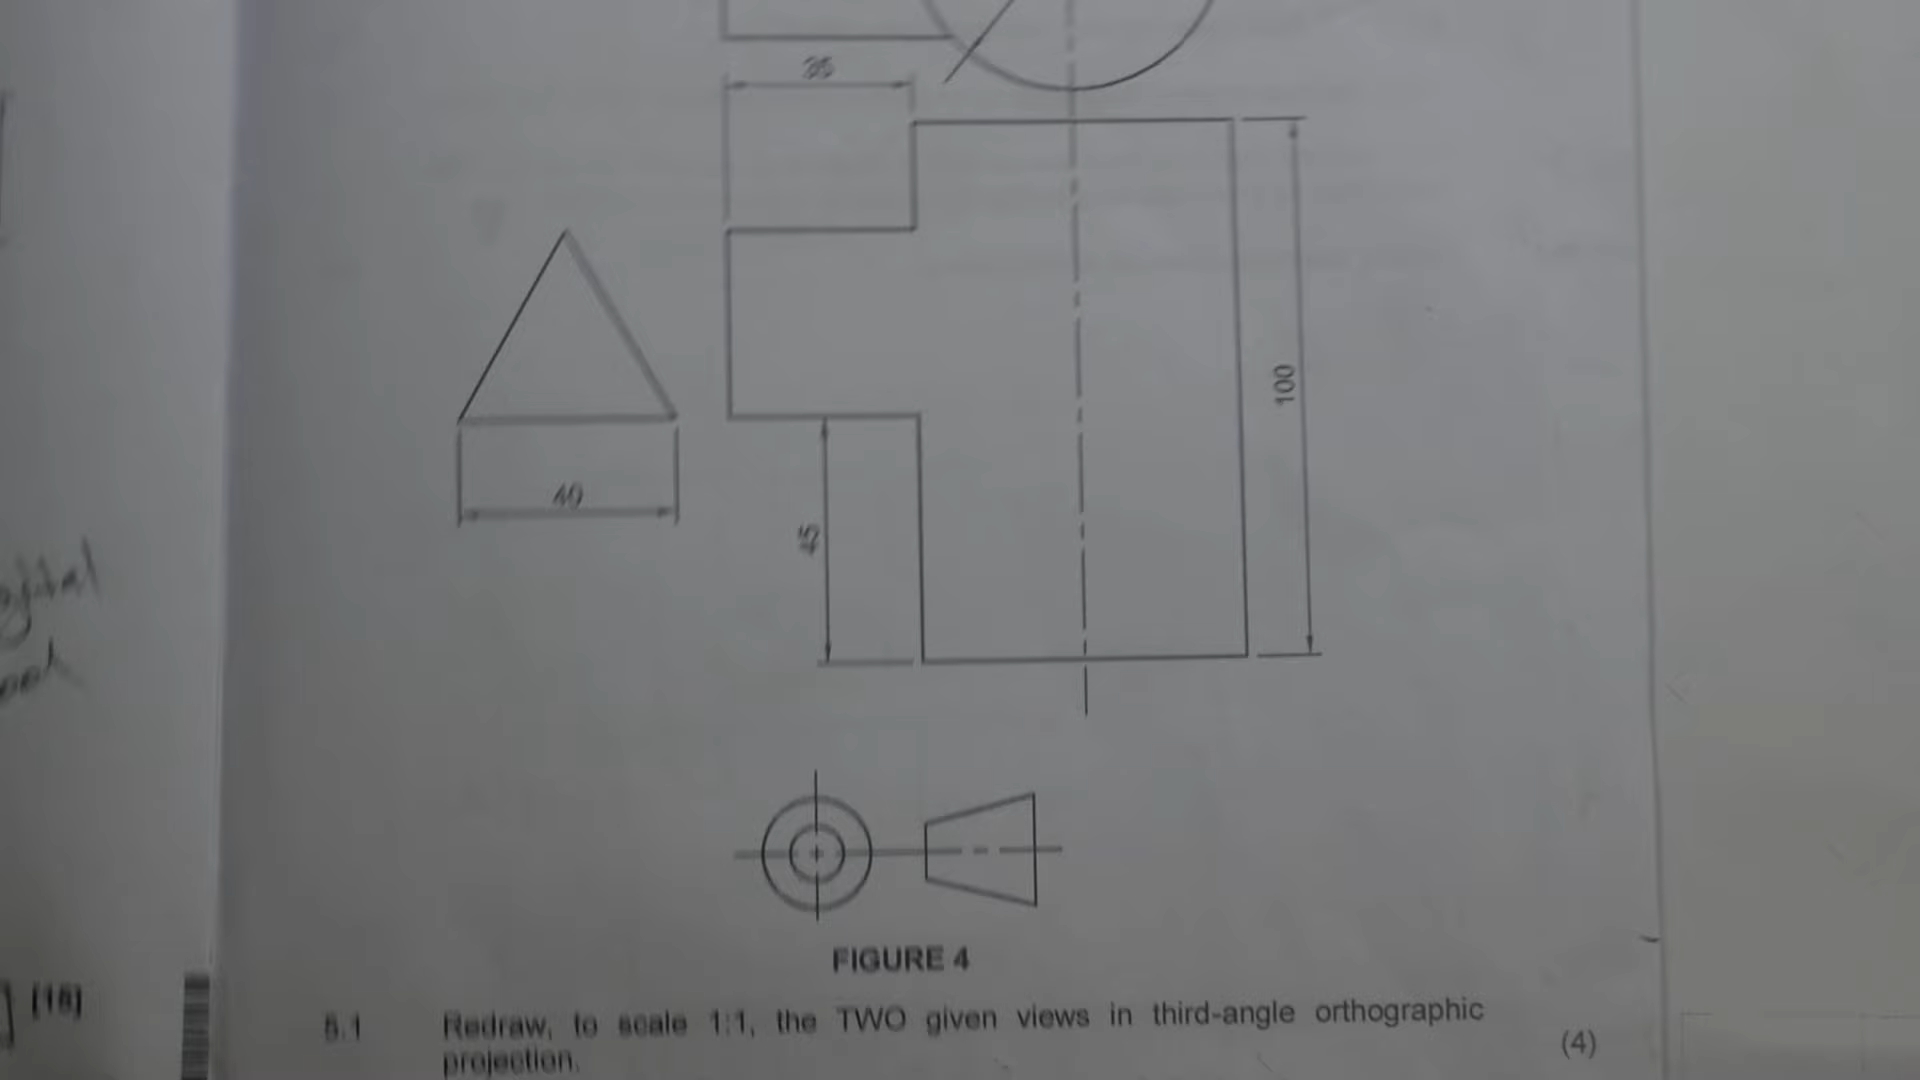 35
100
40
45
FIGURE 4
[15]
5.1 Redraw, to scale 1:1, the TWO given views in third-angle orthographic
projection.
(4)